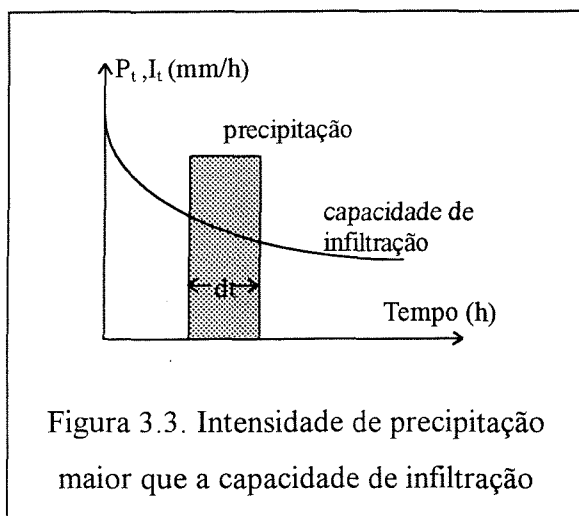 P_t ,I_t (mm/h)
precipitação
capacidade de
infiltração
dt
Tempo (h)
Figura 3.3. Intensidade de precipitação
maior que a capacidade de infiltração